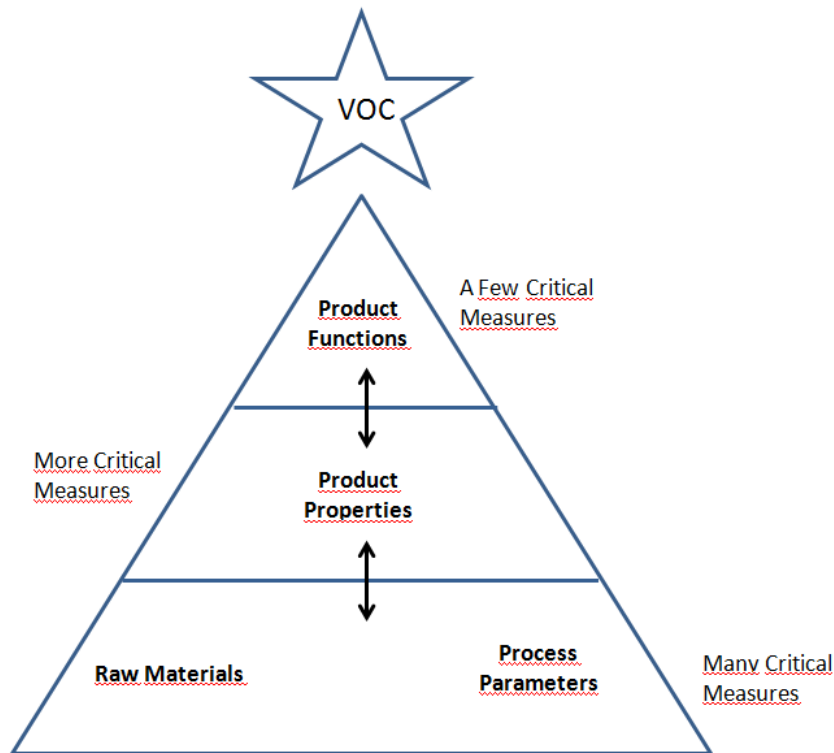 VOC
A Few Critical
Measures
Product
Functions
More Critical
Measures
Product
Properties
Raw Materials
Process
Parameters
Many Critical
Measures